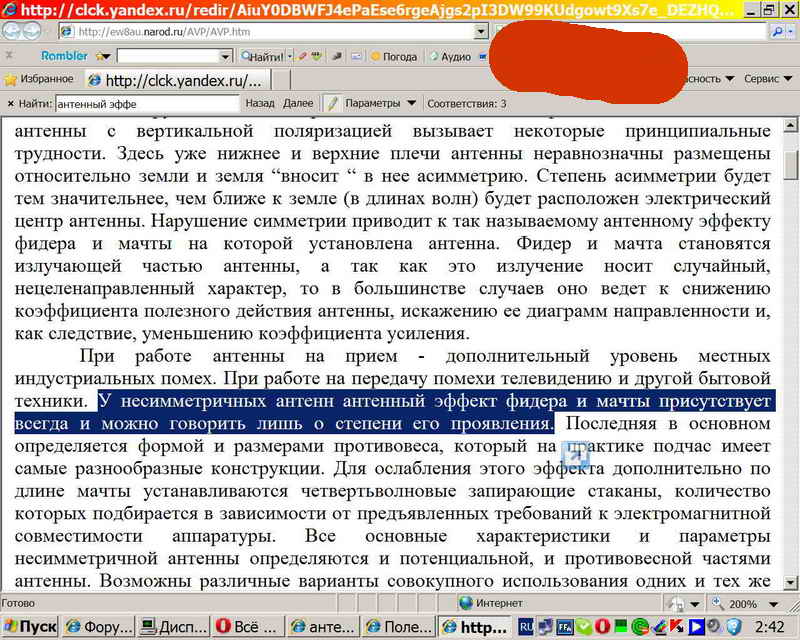 http://clck.yandex.ru/redir/AiuY0DBWFJ4ePaEse6rgeAjgs2pI3DW99KUdgowt9Xs7e_DEZHQ...
http://ew8au.narod.ru/AVP/AVP.htm
Rambler Найти! Погода Аудио
Избранное http://clck.yandex.ru/... Сервис
Найти: антенный эффе Назад Далее Параметры Соответствия: 3
антенны с вертикальной поляризацией вызывает некоторые принципиальные
трудности. Здесь уже нижнее и верхние плечи антенны неравнозначны размещены
относительно земли и земля “вносит “ в нее асимметрию. Степень асимметрии будет
тем значительнее, чем ближе к земле (в длинах волн) будет расположен электрический
центр антенны. Нарушение симметрии приводит к так называемому антенному эффекту
фидера и мачты на которой установлена антенна. Фидер и мачта становятся
излучающей частью антенны, а так как это излучение носит случайный,
нецеленаправленный характер, то в большинстве случаев оно ведет к снижению
коэффициента полезного действия антенны, искажению ее диаграмм направленности и,
как следствие, уменьшению коэффициента усиления.
При работе антенны на прием - дополнительный уровень местных
индустриальных помех. При работе на передачу помехи телевидению и другой бытовой
техники. У несимметричных антенн антенный эффект фидера и мачты присутствует
всегда и можно говорить лишь о степени его проявления. Последняя в основном
определяется формой и размерами противовеса, который на практике подчас имеет
самые разнообразные конструкции. Для ослабления этого эффекта дополнительно по
длине мачты устанавливаются четвертьволновые запирающие стаканы, количество
которых подбирается в зависимости от предъявленных требований к электромагнитной
совместимости аппаратуры. Все основные характеристики и параметры
несимметричной антенны определяются и потенциальной, и противовесной частями
антенны. Возможны различные варианты совокупного использования одних и тех же
Готово Интернет 200%
Пуск Фору... Дисп... Всё ... анте... Поле... http... RU 2:42